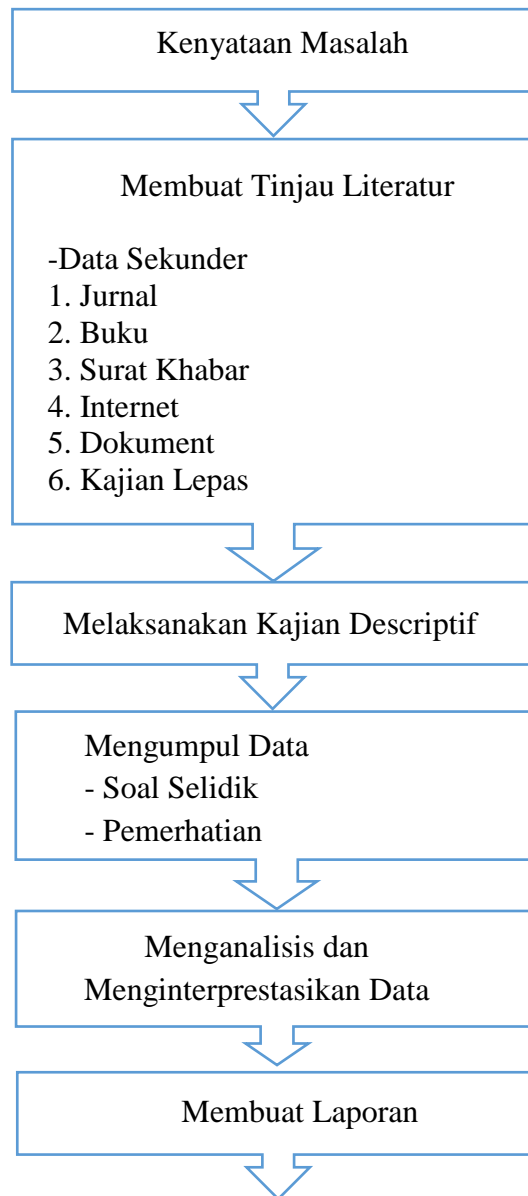 Kenyataan Masalah
Membuat Tinjau Literatur
-Data Sekunder
1. Jurnal
2. Buku
3. Surat Khabar
4. Internet
5. Dokument
6. Kajian Lepas
Melaksanakan Kajian Descriptif
Mengumpul Data
- Soal Selidik
- Pemerhatian
Menganalisis dan
Menginterprestasikan Data
Membuat Laporan